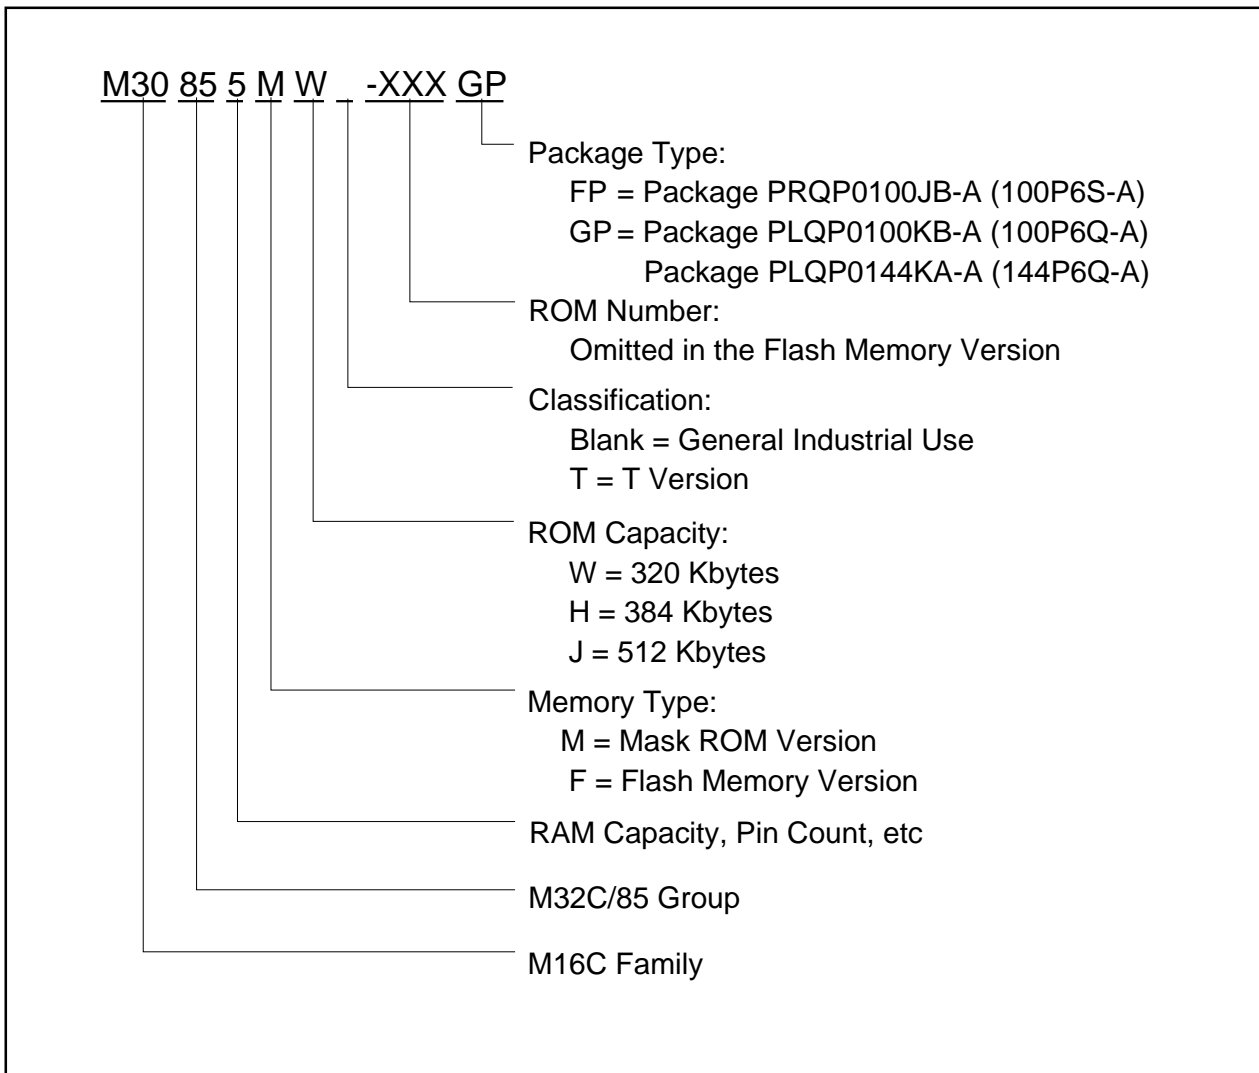 M30 85 5 M W _ -XXX GP
Package Type:
FP = Package PRQP0100JB-A (100P6S-A)
GP = Package PLQP0100KB-A (100P6Q-A)
Package PLQP0144KA-A (144P6Q-A)
ROM Number:
Omitted in the Flash Memory Version
Classification:
Blank = General Industrial Use
T = T Version
ROM Capacity:
W = 320 Kbytes
H = 384 Kbytes
J = 512 Kbytes
Memory Type:
M = Mask ROM Version
F = Flash Memory Version
RAM Capacity, Pin Count, etc
M32C/85 Group
M16C Family